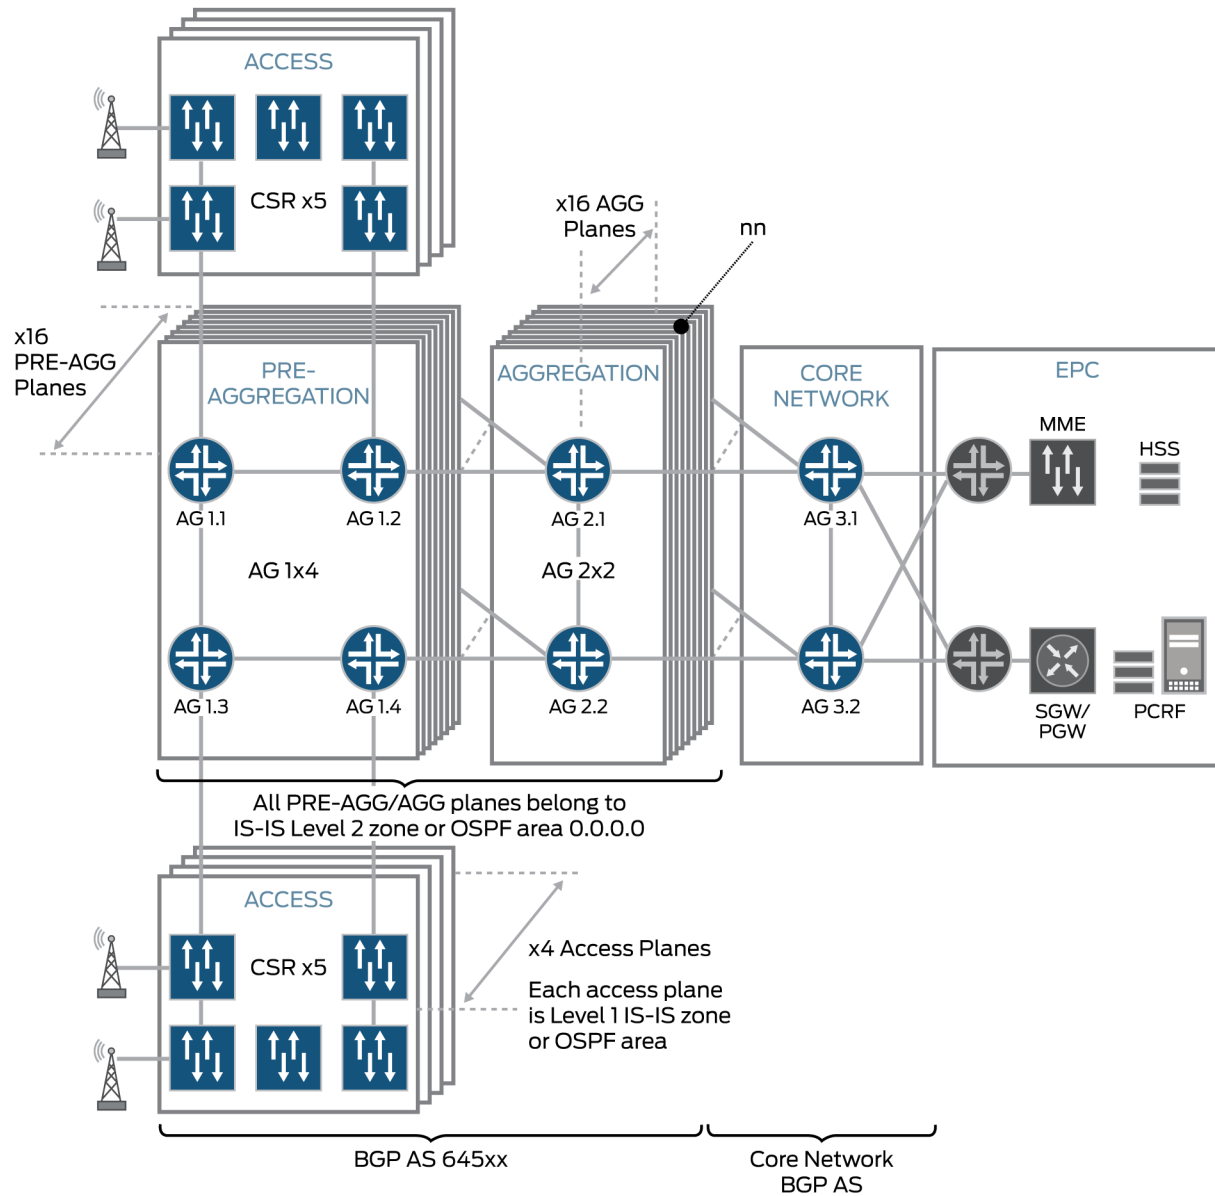 ACCESS
CSR x5
x16 AGG
Planes
nn
x16
PRE-AGG
Planes
PRE-
AGGREGATION
AGGREGATION
CORE
NETWORK
EPC
MME
HSS
AG 1.1
AG 1.2
AG 2.1
AG 3.1
AG 1x4
AG 2x2
AG 1.3
AG 1.4
AG 2.2
AG 3.2
SGW/
PGW
PCRF
All PRE-AGG/AGG planes belong to
IS-IS Level 2 zone or OSPF area 0.0.0.0
ACCESS
CSR x5
x4 Access Planes
Each access plane
is Level 1 IS-IS zone
or OSPF area
BGP AS 645xx
Core Network
BGP AS